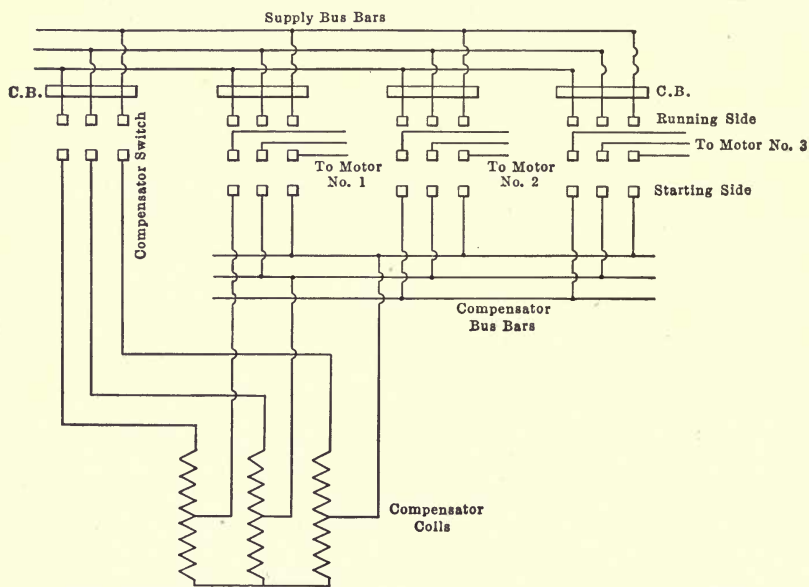 Supply Bus Bars
C.B.
C.B.
Running Side
Compensator Switch
To Motor
No. 1
To Motor
No. 2
To Motor No. 3
Starting Side
Compensator
Bus Bars
Compensator
Coils